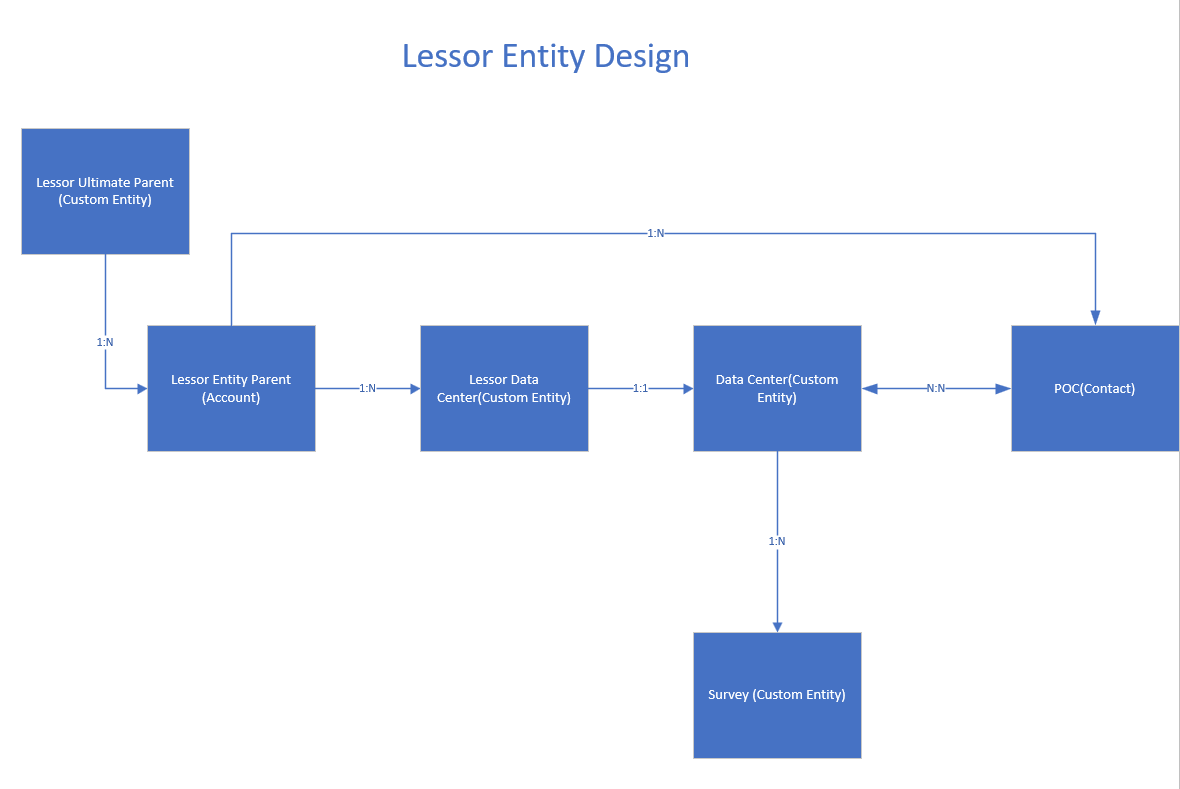 Lessor Entity Design
Lessor Ultimate Parent
(Custom Entity)
1:N
1:N
Lessor Entity Parent
(Account)
1:N
Lessor Data
Center(Custom Entity)
1:1
Data Center(Custom
Entity)
N:N
POC(Contact)
1:N
Survey (Custom Entity)